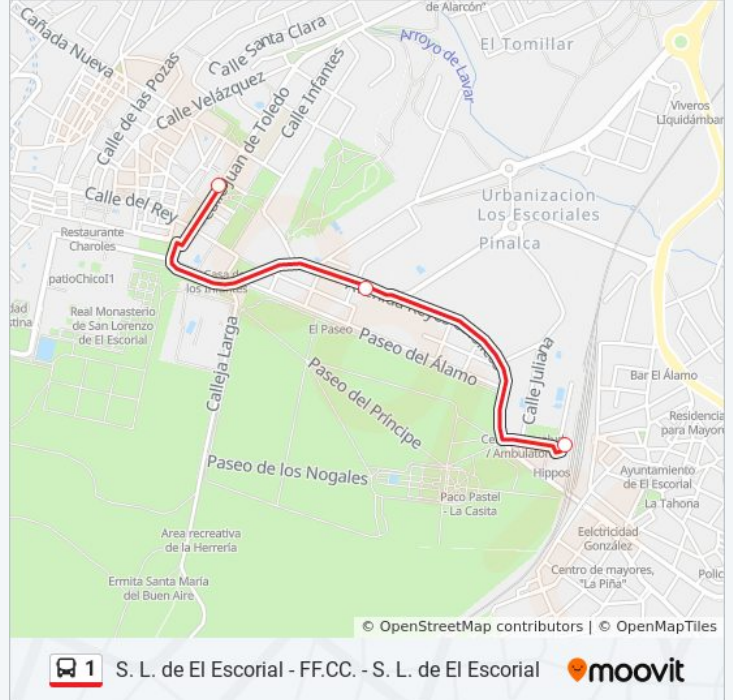 de Alarcón"
Cañada Nueva
Calle Santa Clara
Arroyo de Lavar
El Tomillar
Calle de las Pozas
Calle Velázquez
Calle Infantes
Viveros
LIquidámbar
Juan de Toledo
Calle del Rey
Urbanizacion
Los Escoriales
Restaurante
Charoles
Pinalca
patioChicoI1
Casa de
los Infantes
Real Monasterio
de San Lorenzo
de El Escorial
El Paseo
Paseo del Álamo
Calleja Larga
Calle Juliana
Bar El Álamo
Paseo del Príncipe
Residencia
para Mayor
/ Ambulato
Hippos
Paseo de los Nogales
Ayuntamiento
de El Escorial
Paco Pastel
- La Casita
La Tahona
Area recreativa
de la Herrería
Eelctricidad
González
Ermita Santa María
del Buen Aire
Centro de mayores,
"La Piña"
Polic
© OpenStreetMap contributors | © OpenMapTiles
1 S. L. de El Escorial - FF.CC. - S. L. de El Escorial moovit